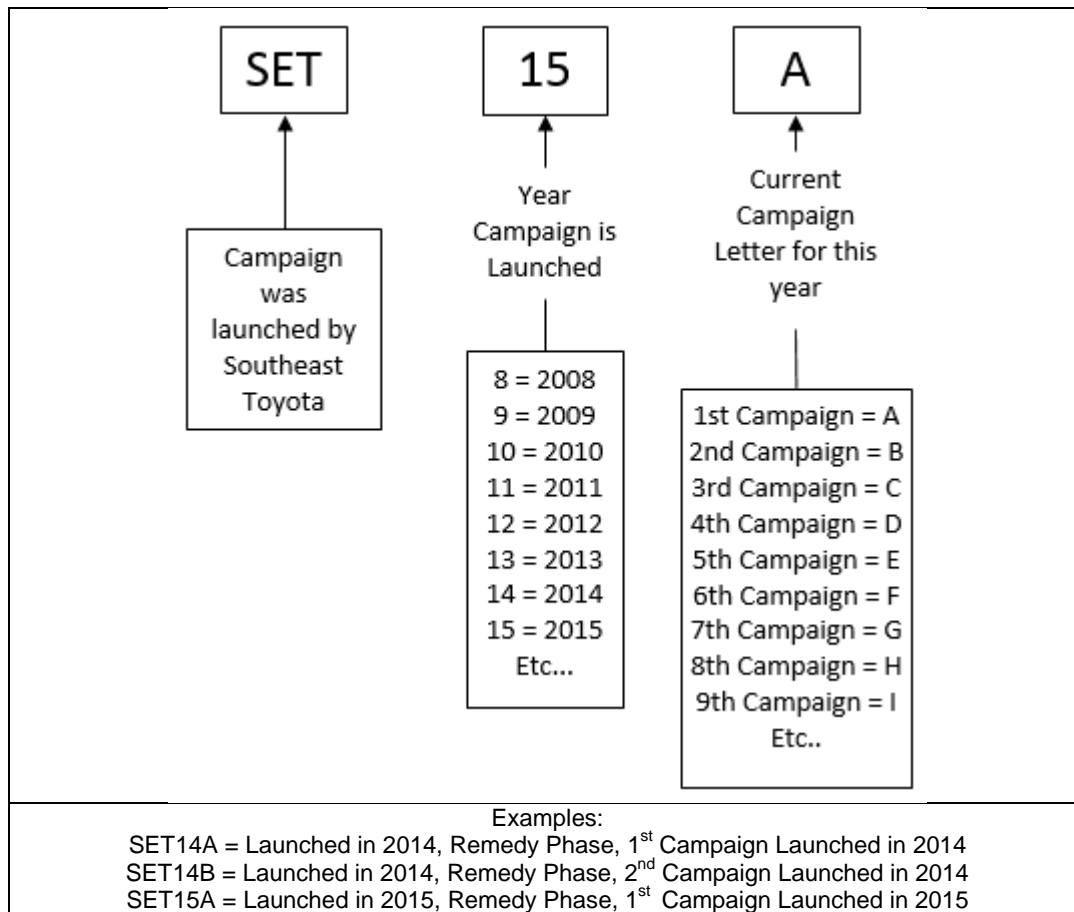 SET
15
A
Campaign
was
launched by
Southeast
Toyota
Year
Campaign is
Launched
8 = 2008
9 = 2009
10 = 2010
11 = 2011
12 = 2012
13 = 2013
14 = 2014
15 = 2015
Etc...
Current
Campaign
Letter for this
year
1st Campaign = A
2nd Campaign = B
3rd Campaign = C
4th Campaign = D
5th Campaign = E
6th Campaign = F
7th Campaign = G
8th Campaign = H
9th Campaign = I
Etc..
Examples:
SET14A = Launched in 2014, Remedy Phase, 1st Campaign Launched in 2014
SET14B = Launched in 2014, Remedy Phase, 2nd Campaign Launched in 2014
SET15A = Launched in 2015, Remedy Phase, 1st Campaign Launched in 2015